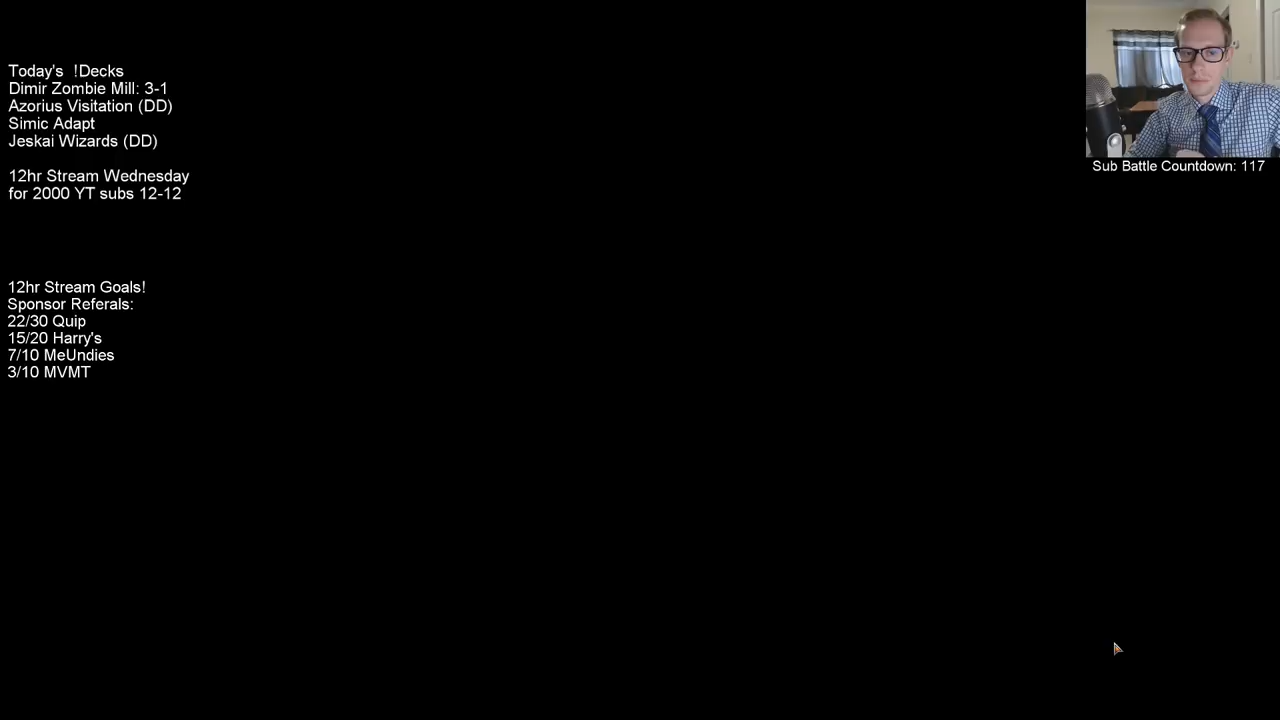 Today's !Decks
Dimir Zombie Mill: 3-1
Azorius Visitation (DD)
Simic Adapt
Jeskai Wizards (DD)
12hr Stream Wednesday
for 2000 YT subs 12-12
12hr Stream Goals!
Sponsor Referals:
22/30 Quip
15/20 Harry's
7/10 MeUndies
3/10 MVMT
Sub Battle Countdown: 117